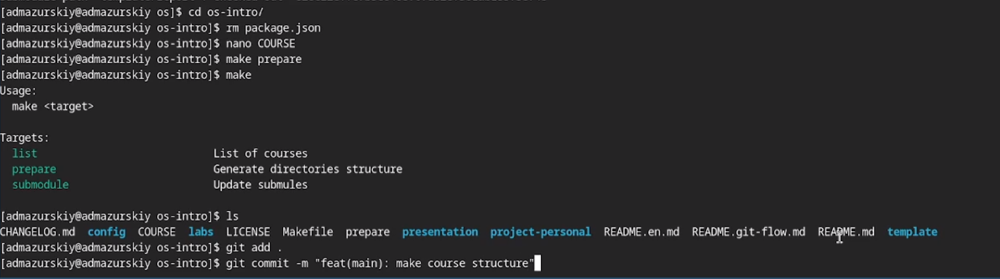 [admazurskiy@admazurskiy os]$ cd os-intro/
[admazurskiy@admazurskiy os-intro]$ rm package.json
[admazurskiy@admazurskiy os-intro]$ nano COURSE
[admazurskiy@admazurskiy os-intro]$ make prepare
[admazurskiy@admazurskiy os-intro]$ make
Usage:
  make <target>

Targets:
  list                            List of courses
  prepare                         Generate directories structure
  submodule                       Update submules

[admazurskiy@admazurskiy os-intro]$ ls
CHANGELOG.md  config  COURSE  labs  LICENSE  Makefile  prepare  presentation  project-personal  README.en.md  README.git-flow.md  README.md  template
[admazurskiy@admazurskiy os-intro]$ git add .
[admazurskiy@admazurskiy os-intro]$ git commit -m "feat(main): make course structure"